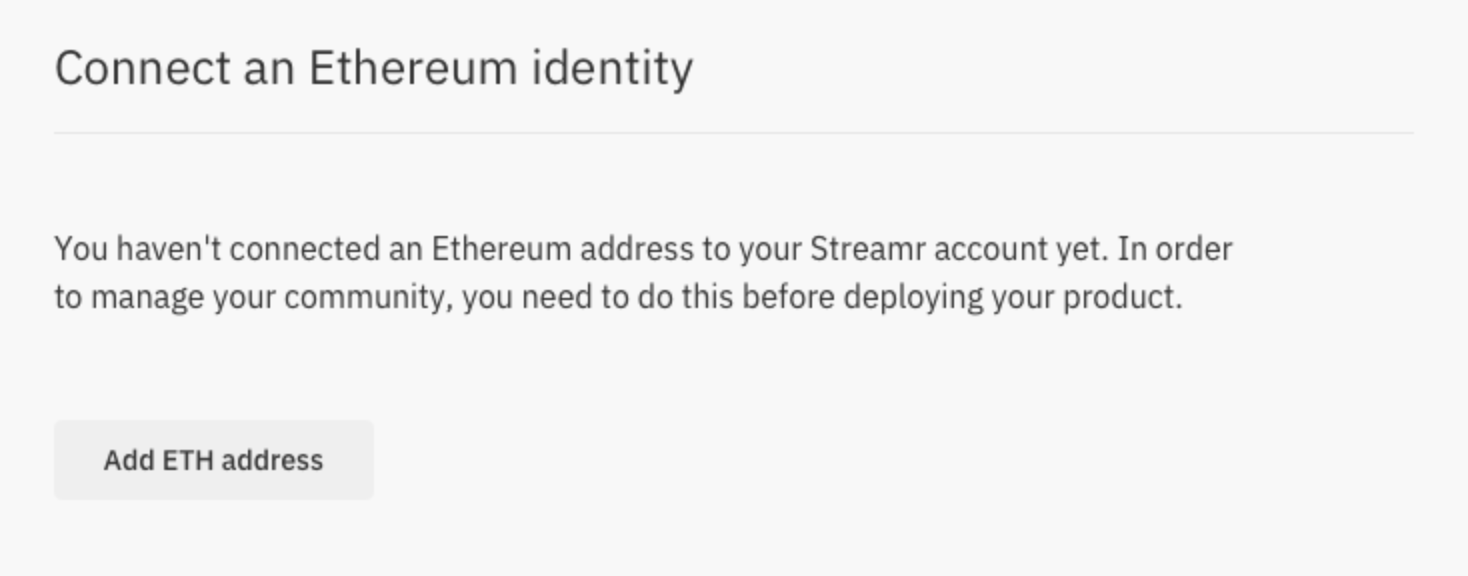 Connect an Ethereum identity
You haven't connected an Ethereum address to your Streamr account yet. In order
to manage your community, you need to do this before deploying your product.
Add ETH address